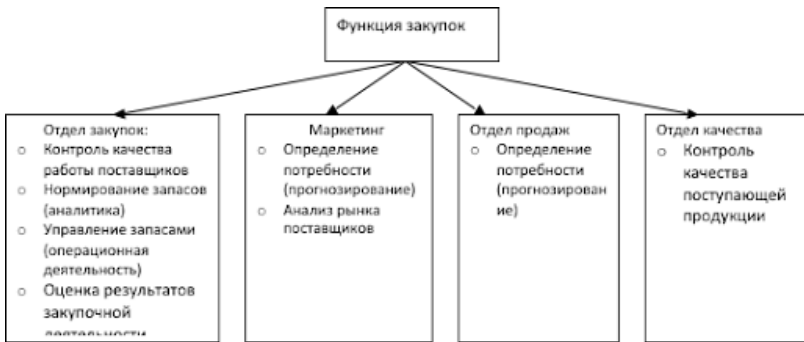 Функция закупок
Отдел закупок:
○ Контроль качества
работы поставщиков
○ Нормирование запасов
(аналитика)
○ Управление запасами
(операционная
деятельность)
○ Оценка результатов
закупочной
деятельности
Маркетинг
○ Определение
потребности
(прогнозирование)
○ Анализ рынка
поставщиков
Отдел продаж
○ Определение
потребности
(прогнозирован
ие)
Отдел качества
○ Контроль
качества
поступающей
продукции